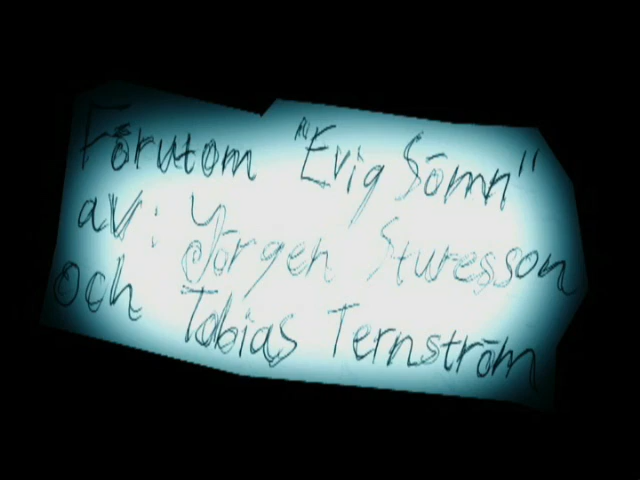 Förutom "Evig Sömn"
av: Jörgen Sturesson
och Tobias Ternström